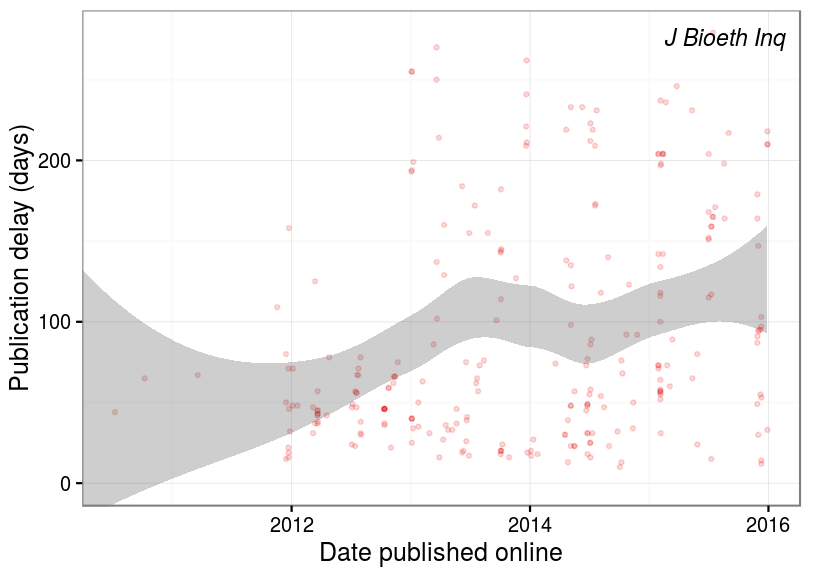 J Bioeth Inq
Publication delay (days)
200
100
0
2012 2014 2016
Date published online